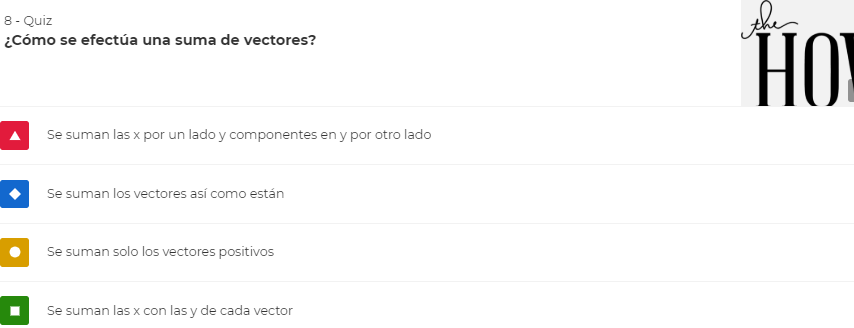 8 - Quiz
¿Cómo se efectúa una suma de vectores?
the
HO
Se suman las x por un lado y componentes en y por otro lado
Se suman los vectores así como están
Se suman solo los vectores positivos
Se suman las x con las y de cada vector